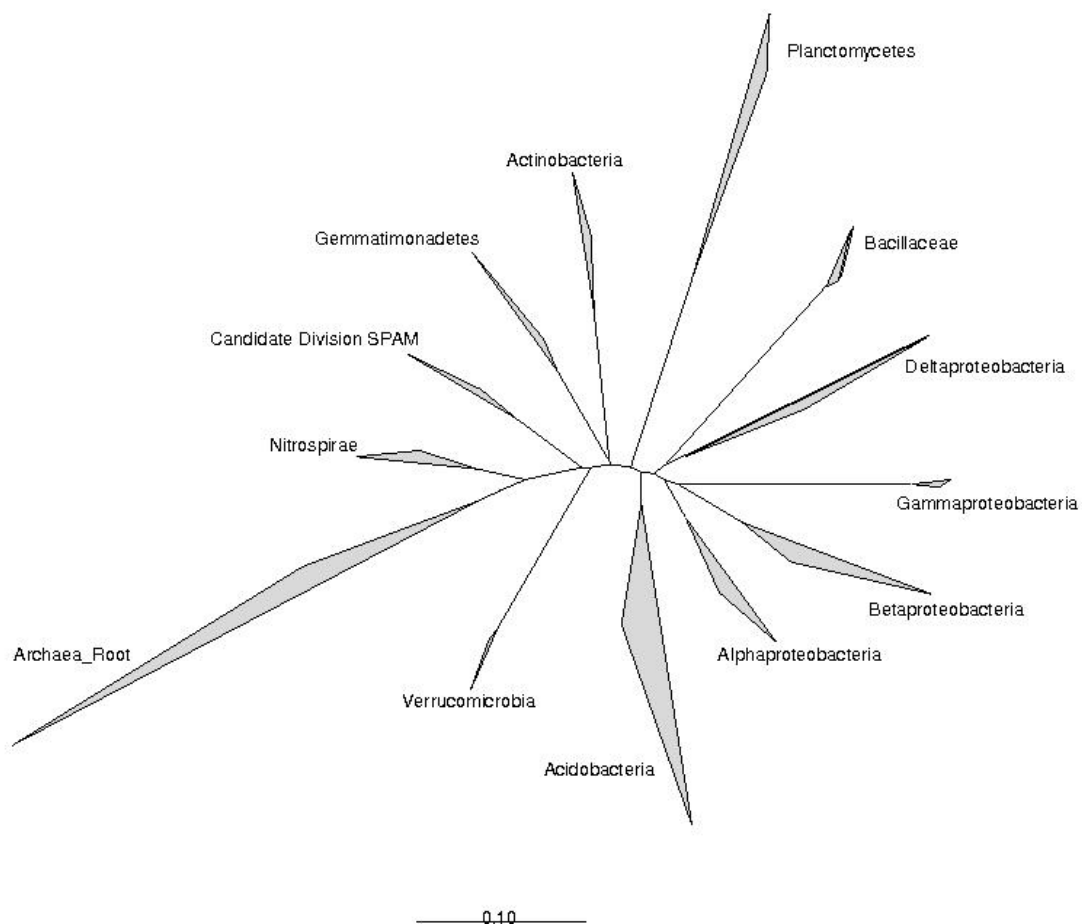 Planctomycetes
Actinobacteria
Gemmatimonadetes
Bacillaceae
Candidate Division SPAM
Deltaproteobacteria
Nitrospirae
Gammaproteobacteria
Betaproteobacteria
Archaea_Root
Alphaproteobacteria
Verrucomicrobia
Acidobacteria
0.10